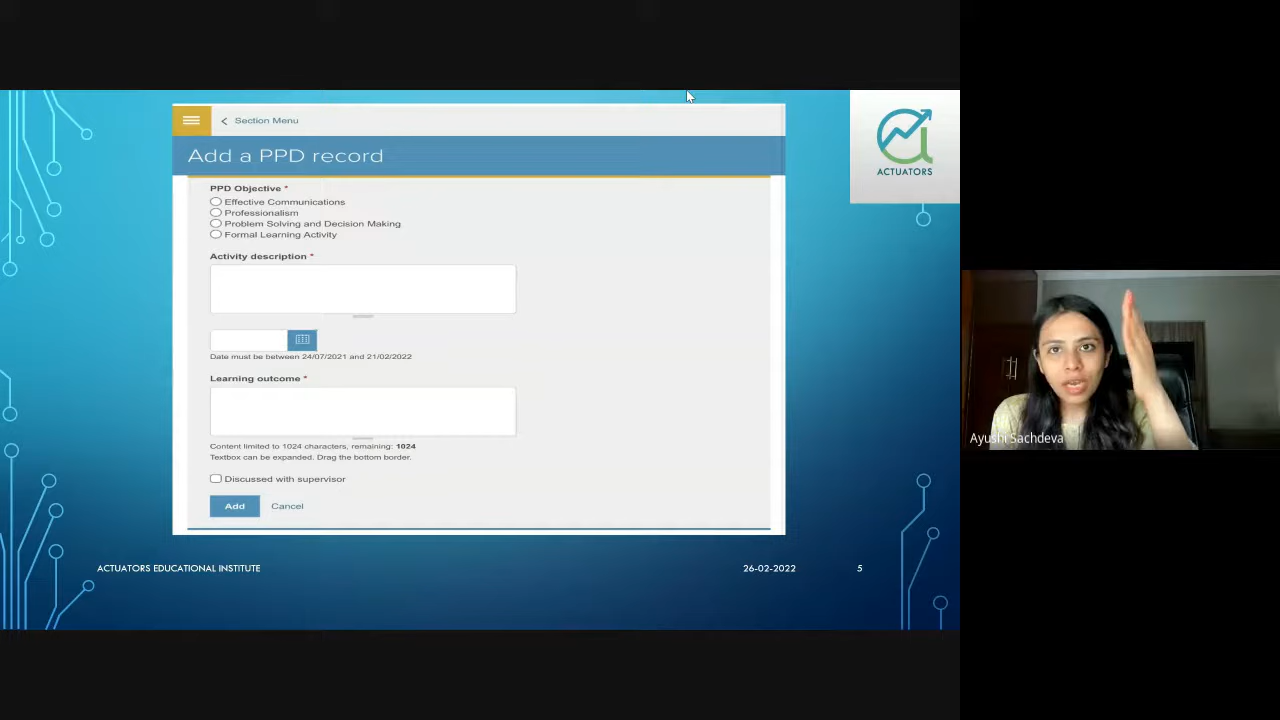 Section Menu
ACTUATORS
Add a PPD record
PPD Objective *
Effective Communications
Professionalism
Problem Solving and Decision Making
Formal Learning Activity
Activity description *
Date must be between 24/07/2021 and 21/02/2022
Learning outcome *
Content limited to 1024 characters, remaining: 1024
Textbox can be expanded. Drag the bottom border.
Discussed with supervisor
Add Cancel
Ayushi Sachdeva
ACTUATORS EDUCATIONAL INSTITUTE 26-02-2022 5